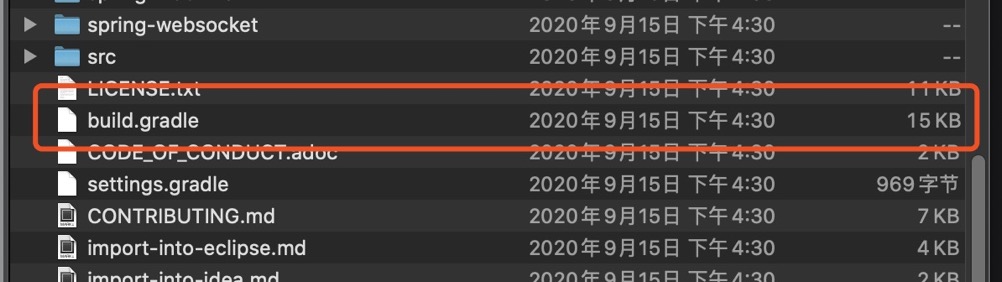 spring-websocket 2020年9月15日 下午4:30 --
src 2020年9月15日 下午4:30 --
LICENSE.txt 2020年9月15日 下午4:30 11 KB
build.gradle 2020年9月15日 下午4:30 15 KB
CODE_OF_CONDUCT.adoc 2020年9月15日 下午4:30 2 KB
settings.gradle 2020年9月15日 下午4:30 969 字节
CONTRIBUTING.md 2020年9月15日 下午4:30 7 KB
import-into-eclipse.md 2020年9月15日 下午4:30 4 KB
import-into-idea.md 2020年9月15日 下午4:30 2 KB